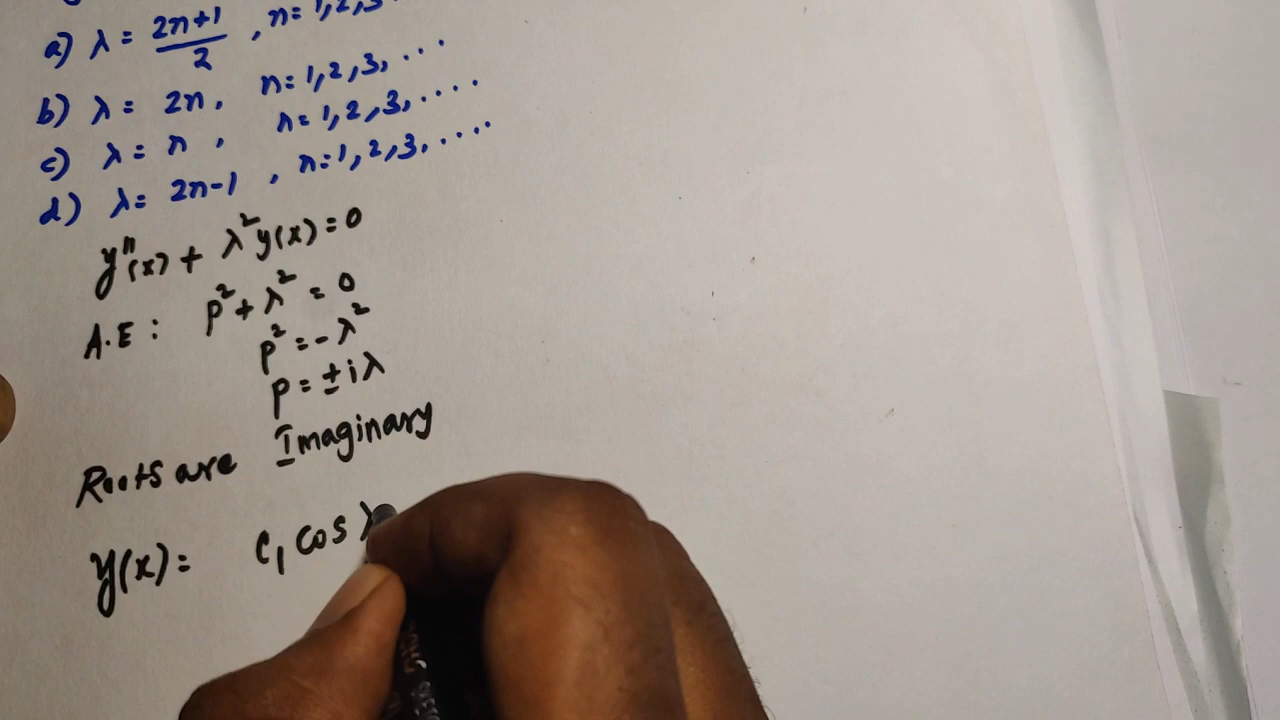 a) λ = 2n+1/2 , n= 1,2,3
b) λ = 2n, n=1,2,3, ...
c) λ= n , n=1,2,3, ....
d) λ= 2n-1 , n=1,2,3, ....
y"(x) + λ²y(x)=0
A.E : p²+λ² = 0
p² = -λ²
p = ±iλ
Roots are Imaginary
y(x)= c₁ cos λ